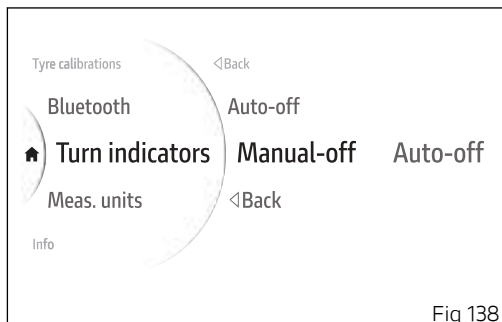 Tyre calibrations
◁Back
Bluetooth
Auto-off
Turn indicators
Manual-off
Auto-off
Meas. units
◁Back
Info
Fig 138